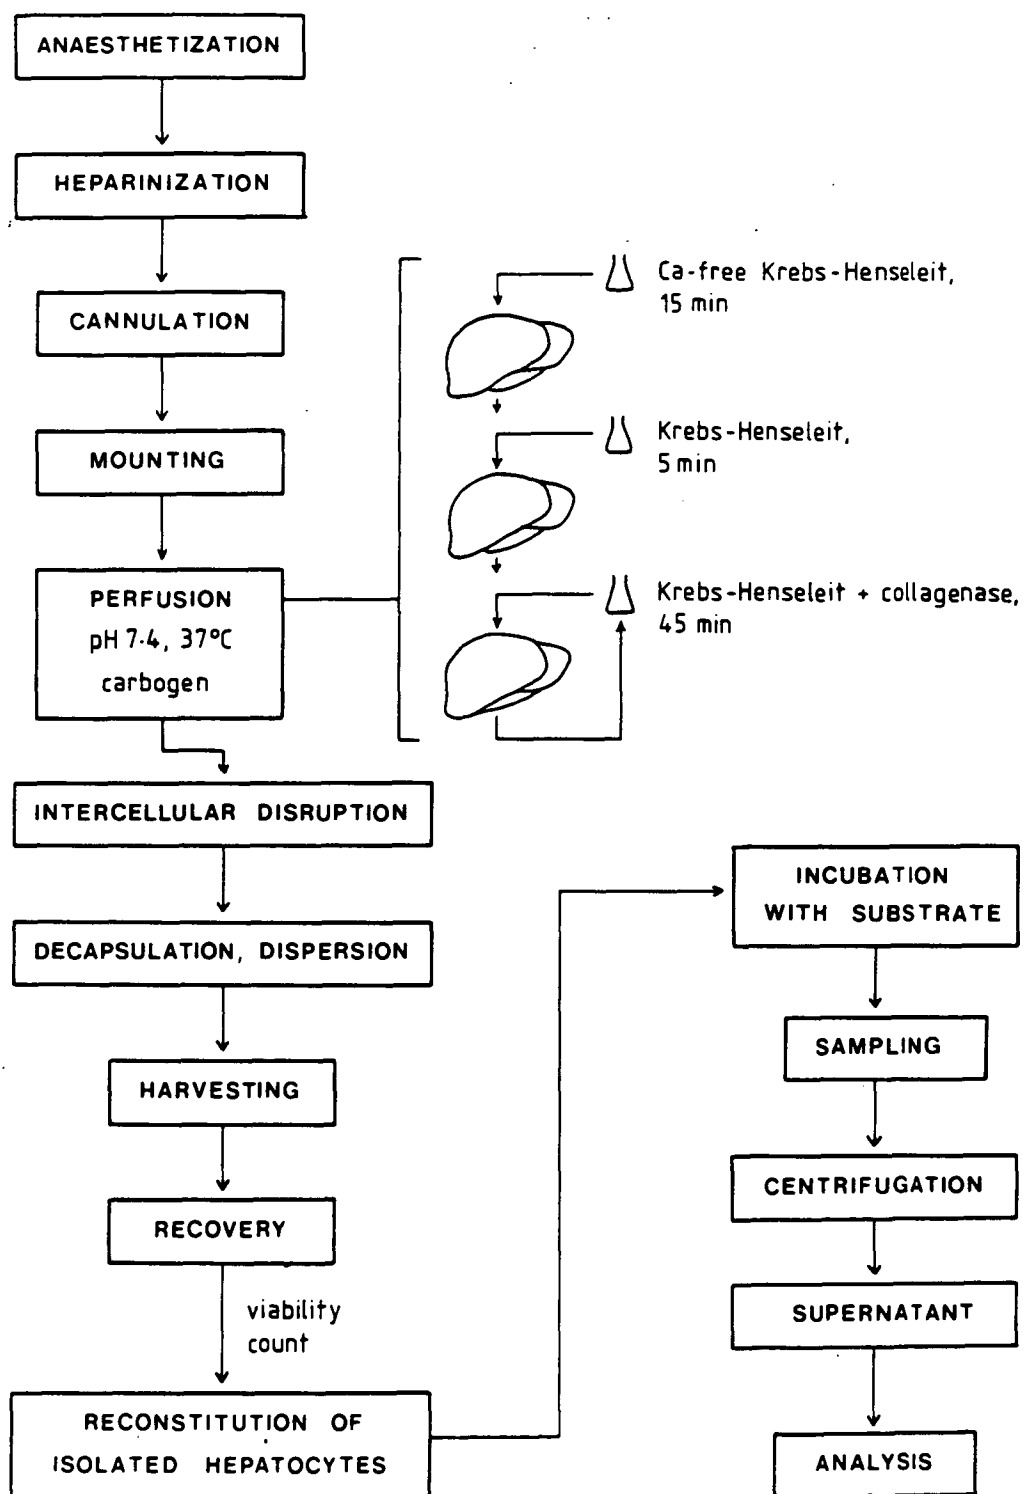 ANAESTHETIZATION
HEPARINIZATION
CANNULATION
MOUNTING
PERFUSION
pH 7·4, 37°C
carbogen
Ca-free Krebs-Henseleit,
15 min
Krebs-Henseleit,
5 min
Krebs-Henseleit + collagenase,
45 min
INTERCELLULAR DISRUPTION
DECAPSULATION, DISPERSION
HARVESTING
RECOVERY
viability
count
RECONSTITUTION OF
ISOLATED HEPATOCYTES
INCUBATION
WITH SUBSTRATE
SAMPLING
CENTRIFUGATION
SUPERNATANT
ANALYSIS